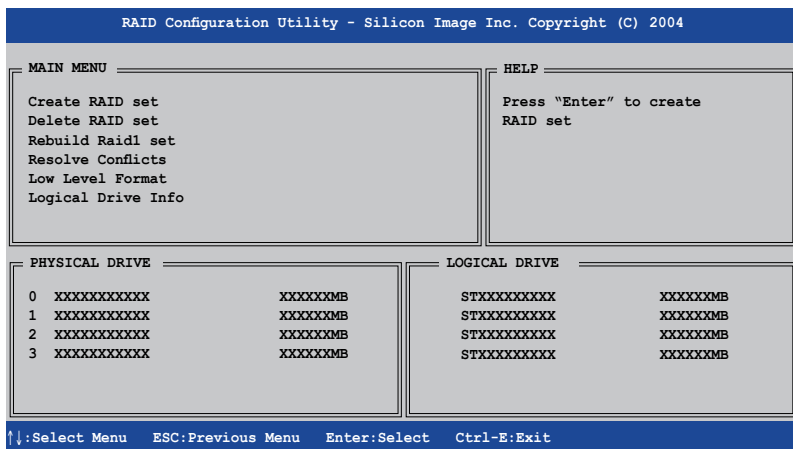 RAID Configuration Utility - Silicon Image Inc. Copyright (C) 2004
MAIN MENU
Create RAID set
Delete RAID set
Rebuild Raid1 set
Resolve Conflicts
Low Level Format
Logical Drive Info
HELP
Press “Enter” to create
RAID set
PHYSICAL DRIVE
0 XXXXXXXXXXX XXXXXXMB
1 XXXXXXXXXXX XXXXXXMB
2 XXXXXXXXXXX XXXXXXMB
3 XXXXXXXXXXX XXXXXXMB
LOGICAL DRIVE
STXXXXXXXXX XXXXXXMB
STXXXXXXXXX XXXXXXMB
STXXXXXXXXX XXXXXXMB
STXXXXXXXXX XXXXXXMB
↑↓:Select Menu ESC:Previous Menu Enter:Select Ctrl-E:Exit